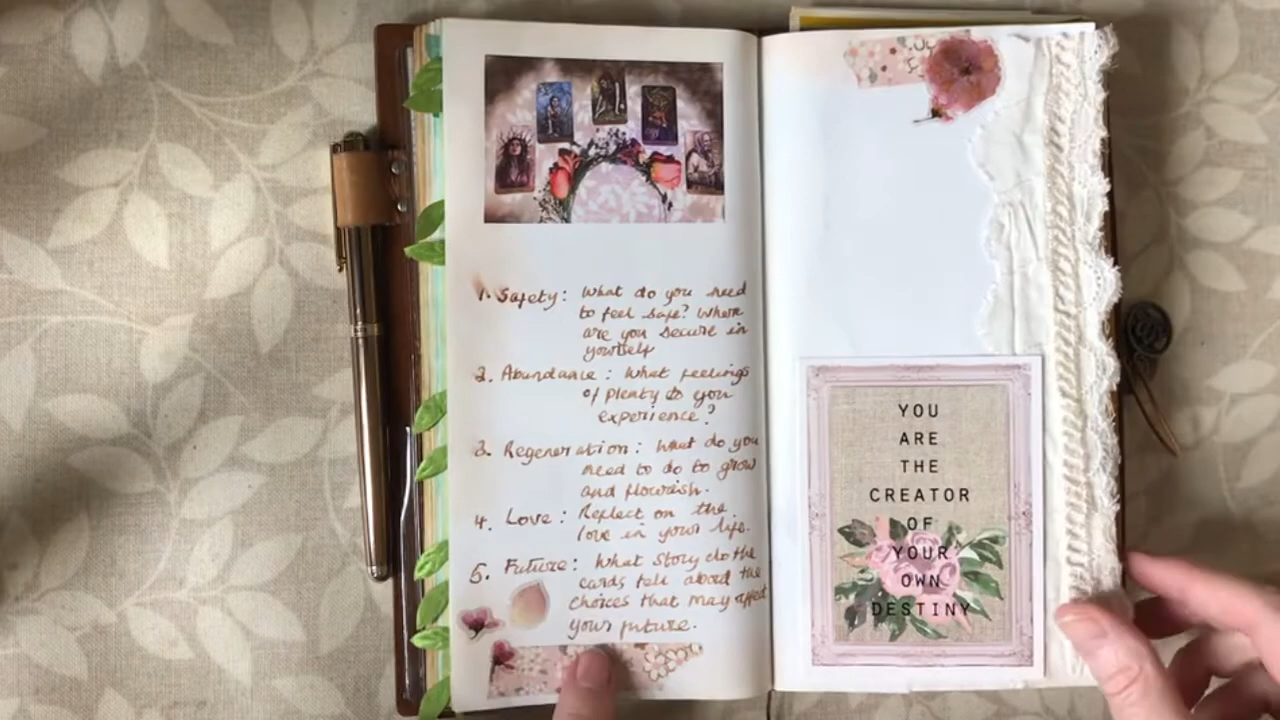 1. Safety: What do you need
to feel safe? Where
are you secure in
yourself
2. Abundance: What feelings
of plenty do you
experience?
3. Regeneration: What do you
need to do to grow
and flourish.
4. Love: Reflect on the
love in your life.
5. Future: What story do the
cards tell about the
choices that may affect
your future.
YOU
ARE
THE
CREATOR
OF
YOUR
OWN
DESTINY